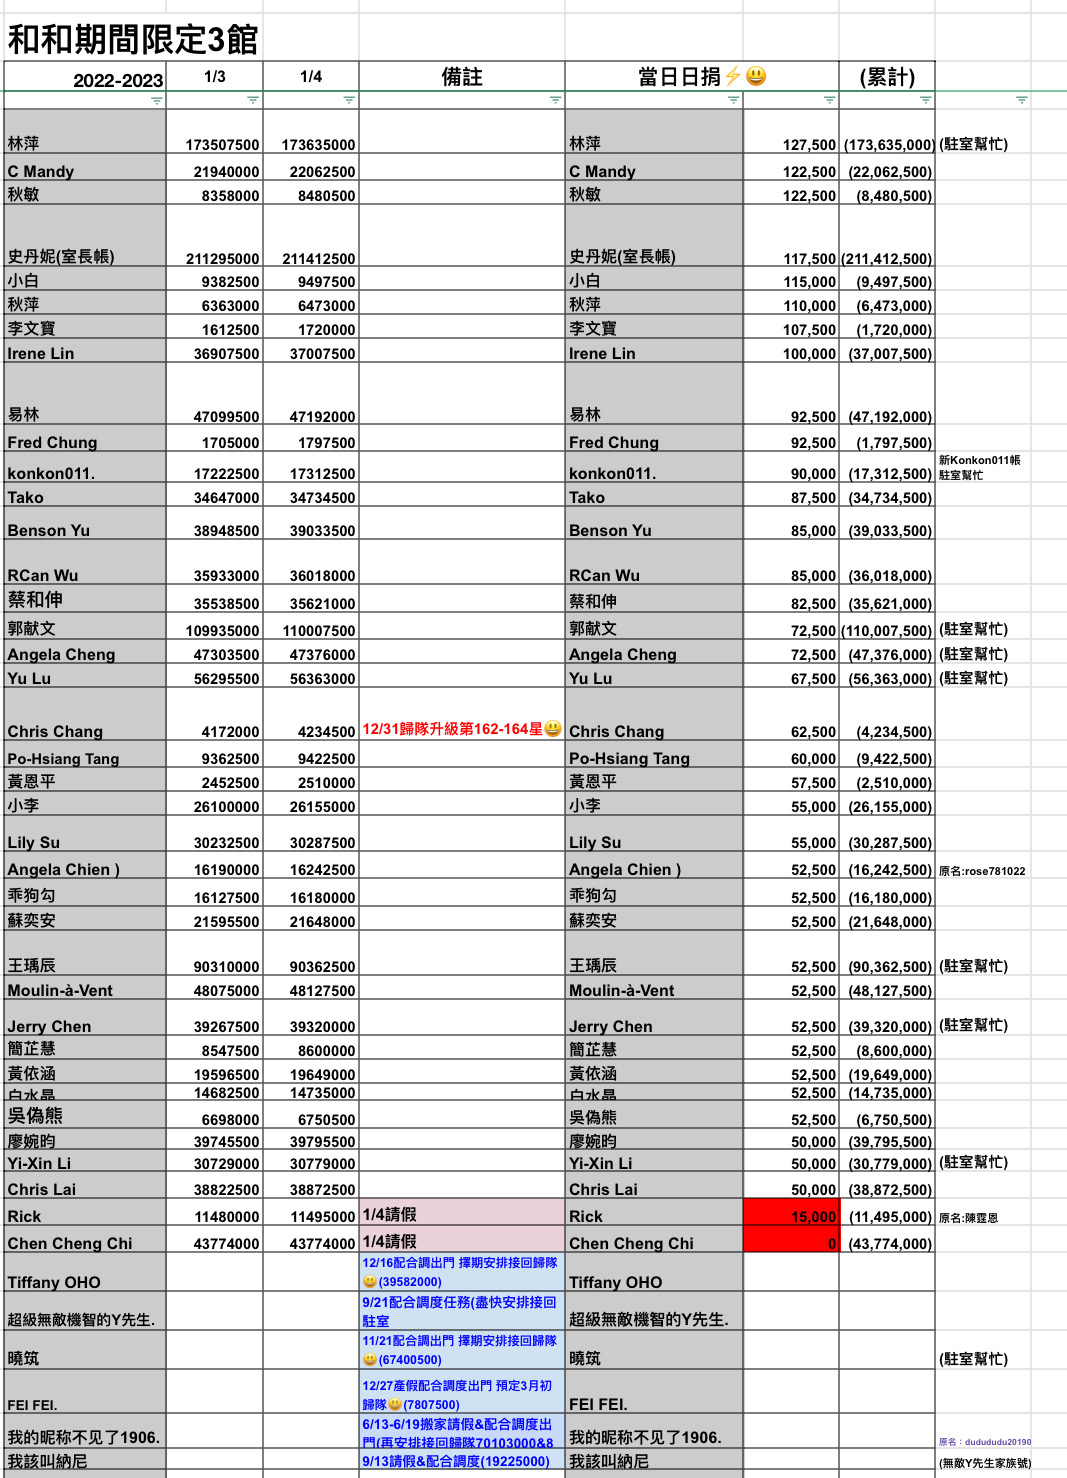 和和期間限定3館
2022-2023 1/3 1/4 備註 當日日捐⚡😃 (累計)
林萍 173507500 173635000 林萍 127,500 (173,635,000) (駐室幫忙)
C Mandy 21940000 22062500 C Mandy 122,500 (22,062,500)
秋敏 8358000 8480500 秋敏 122,500 (8,480,500)
史丹妮(室長帳) 211295000 211412500 史丹妮(室長帳) 117,500 (211,412,500)
小白 9382500 9497500 小白 115,000 (9,497,500)
秋萍 6363000 6473000 秋萍 110,000 (6,473,000)
李文寶 1612500 1720000 李文寶 107,500 (1,720,000)
Irene Lin 36907500 37007500 Irene Lin 100,000 (37,007,500)
易林 47099500 47192000 易林 92,500 (47,192,000)
Fred Chung 1705000 1797500 Fred Chung 92,500 (1,797,500)
konkon011. 17222500 17312500 konkon011. 90,000 (17,312,500) 新Konkon011帳
駐室幫忙
Tako 34647000 34734500 Tako 87,500 (34,734,500)
Benson Yu 38948500 39033500 Benson Yu 85,000 (39,033,500)
RCan Wu 35933000 36018000 RCan Wu 85,000 (36,018,000)
蔡和伸 35538500 35621000 蔡和伸 82,500 (35,621,000)
郭献文 109935000 110007500 郭献文 72,500 (110,007,500) (駐室幫忙)
Angela Cheng 47303500 47376000 Angela Cheng 72,500 (47,376,000) (駐室幫忙)
Yu Lu 56295500 56363000 Yu Lu 67,500 (56,363,000) (駐室幫忙)
Chris Chang 4172000 4234500 12/31歸隊升級第162-164星😃 Chris Chang 62,500 (4,234,500)
Po-Hsiang Tang 9362500 9422500 Po-Hsiang Tang 60,000 (9,422,500)
黃恩平 2452500 2510000 黃恩平 57,500 (2,510,000)
小李 26100000 26155000 小李 55,000 (26,155,000)
Lily Su 30232500 30287500 Lily Su 55,000 (30,287,500)
Angela Chien ) 16190000 16242500 Angela Chien ) 52,500 (16,242,500) 原名:rose781022
乖狗勾 16127500 16180000 乖狗勾 52,500 (16,180,000)
蘇奕安 21595500 21648000 蘇奕安 52,500 (21,648,000)
王瑀辰 90310000 90362500 王瑀辰 52,500 (90,362,500) (駐室幫忙)
Moulin-à-Vent 48075000 48127500 Moulin-à-Vent 52,500 (48,127,500)
Jerry Chen 39267500 39320000 Jerry Chen 52,500 (39,320,000) (駐室幫忙)
簡芷慧 8547500 8600000 簡芷慧 52,500 (8,600,000)
黃依涵 19596500 19649000 黃依涵 52,500 (19,649,000)
白水晶 14682500 14735000 白水晶 52,500 (14,735,000)
吳偽熊 6698000 6750500 吳偽熊 52,500 (6,750,500)
廖婉昀 39745500 39795500 廖婉昀 50,000 (39,795,500)
Yi-Xin Li 30729000 30779000 Yi-Xin Li 50,000 (30,779,000) (駐室幫忙)
Chris Lai 38822500 38872500 Chris Lai 50,000 (38,872,500)
Rick 11480000 11495000 1/4請假 Rick 15,000 (11,495,000) 原名:陳霆恩
Chen Cheng Chi 43774000 43774000 1/4請假 Chen Cheng Chi 0 (43,774,000)
Tiffany OHO 12/16配合調出門 擇期安排接回歸隊
😃(39582000) Tiffany OHO
超級無敵機智的Y先生. 9/21配合調度任務(盡快安排接回
駐室 超級無敵機智的Y先生.
曉筑 11/21配合調出門 擇期安排接回歸隊
😃(67400500) 曉筑 (駐室幫忙)
FEI FEI. 12/27產假配合調度出門 預定3月初
歸隊😃(7807500) FEI FEI.
我的昵称不见了1906. 6/13-6/19搬家請假&配合調度出
門(再安排接回歸隊70103000&8 我的昵称不见了1906. 原名：dudududu20190
我該叫納尼 9/13請假&配合調度(19225000) 我該叫納尼 (無敵Y先生家族號)